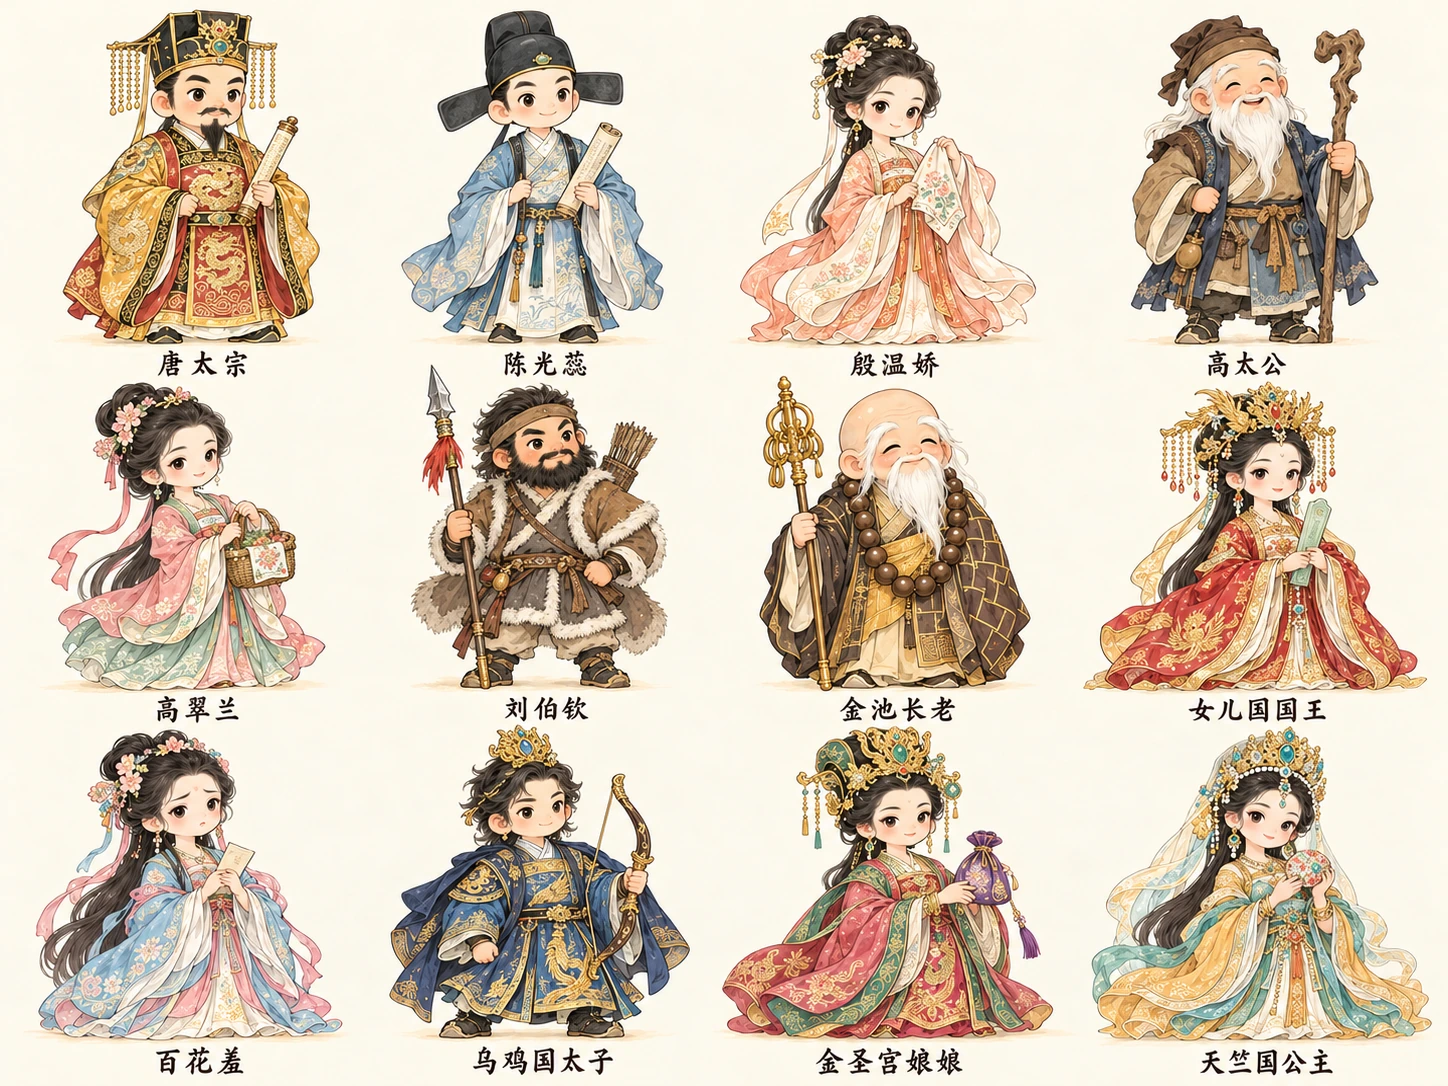 唐太宗
陈光蕊
殷温娇
高太公
高翠兰
刘伯钦
金池长老
女儿国国王
百花羞
乌鸡国太子
金圣宫娘娘
天竺国公主